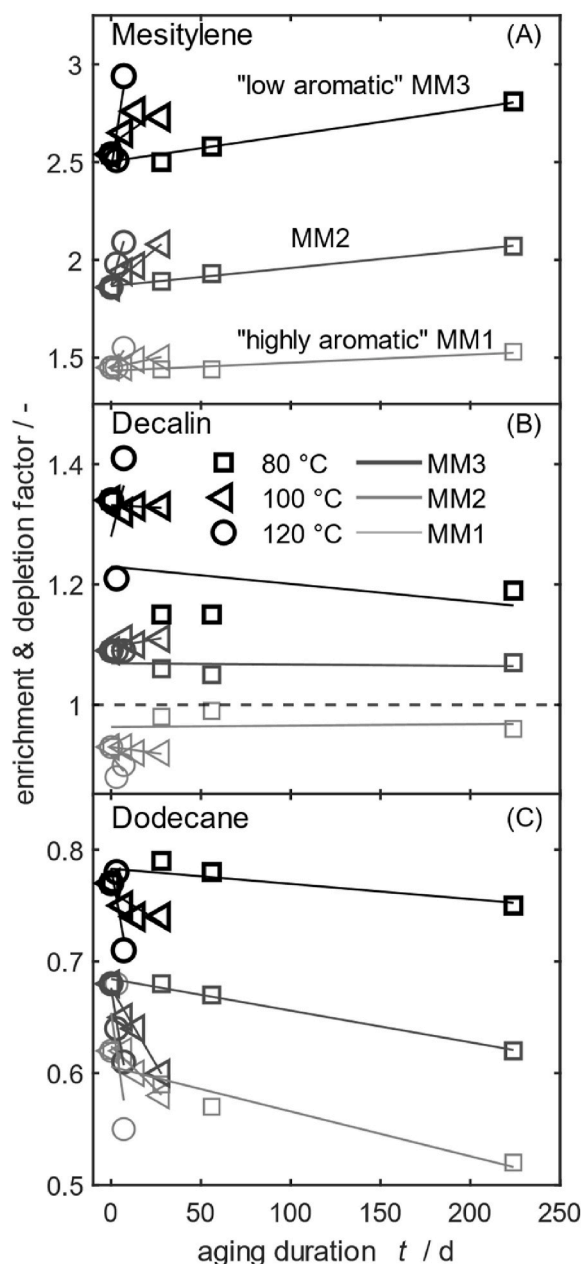 Mesitylene (A)
3
"low aromatic" MM3
2.5
MM2
2
"highly aromatic" MM1
1.5
Decalin (B)
1.4
80 °C MM3
100 °C MM2
120 °C MM1
1.2
1
enrichment & depletion factor / -
Dodecane (C)
0.8
0.7
0.6
0.5
0 50 100 150 200 250
aging duration t / d